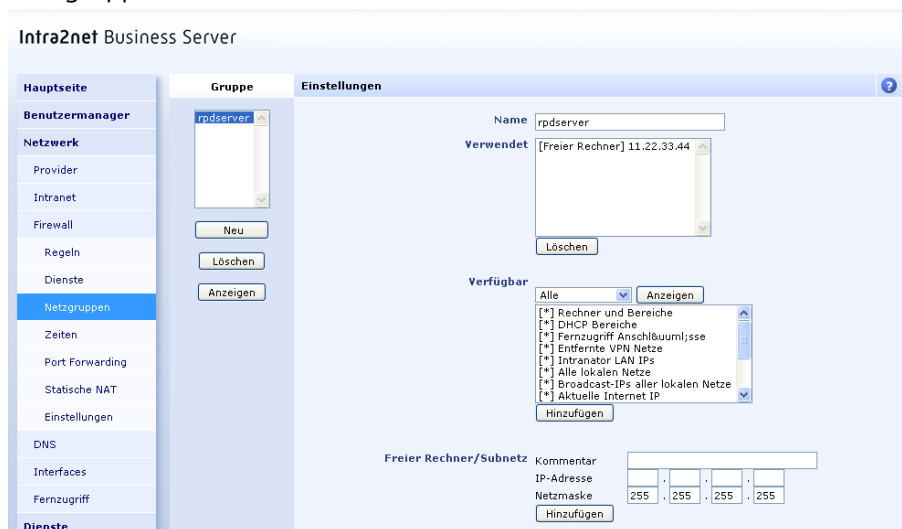 Intra2net Business Server
Hauptseite
Benutzermanager
Netzwerk
Provider
Intranet
Firewall
Regeln
Dienste
Netzgruppen
Zeiten
Port Forwarding
Statische NAT
Einstellungen
DNS
Interfaces
Fernzugriff
Dienste
Gruppe
rpdserver
Neu
Löschen
Anzeigen
Einstellungen
?
Name rpdserver
Verwendet [Freier Rechner] 11.22.33.44
Löschen
Verfügbar
Alle Anzeigen
[*] Rechner und Bereiche
[*] DHCP Bereiche
[*] Fernzugriff Anschl&uuml;sse
[*] Entfernte VPN Netze
[*] Intranator LAN IPs
[*] Alle lokalen Netze
[*] Broadcast-IPs aller lokalen Netze
[*] Aktuelle Internet IP
Hinzufügen
Freier Rechner/Subnetz Kommentar
IP-Adresse . . .
Netzmaske 255 . 255 . 255 . 255
Hinzufügen